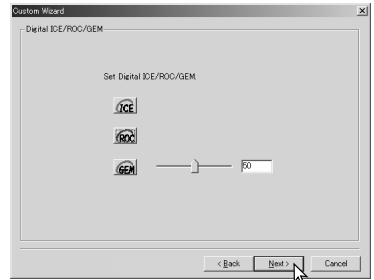 Custom Wizard
Digital ICE/ROC/GEM
Set Digital ICE/ROC/GEM.
ICE
ROC
GEM 50
< Back Next > Cancel